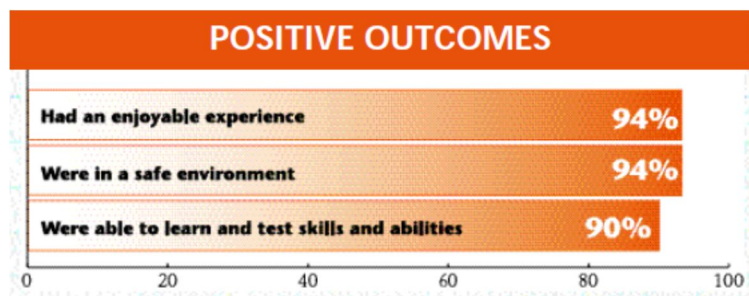 POSITIVE OUTCOMES
Had an enjoyable experience 94%
Were in a safe environment 94%
Were able to learn and test skills and abilities 90%
0 20 40 60 80 100